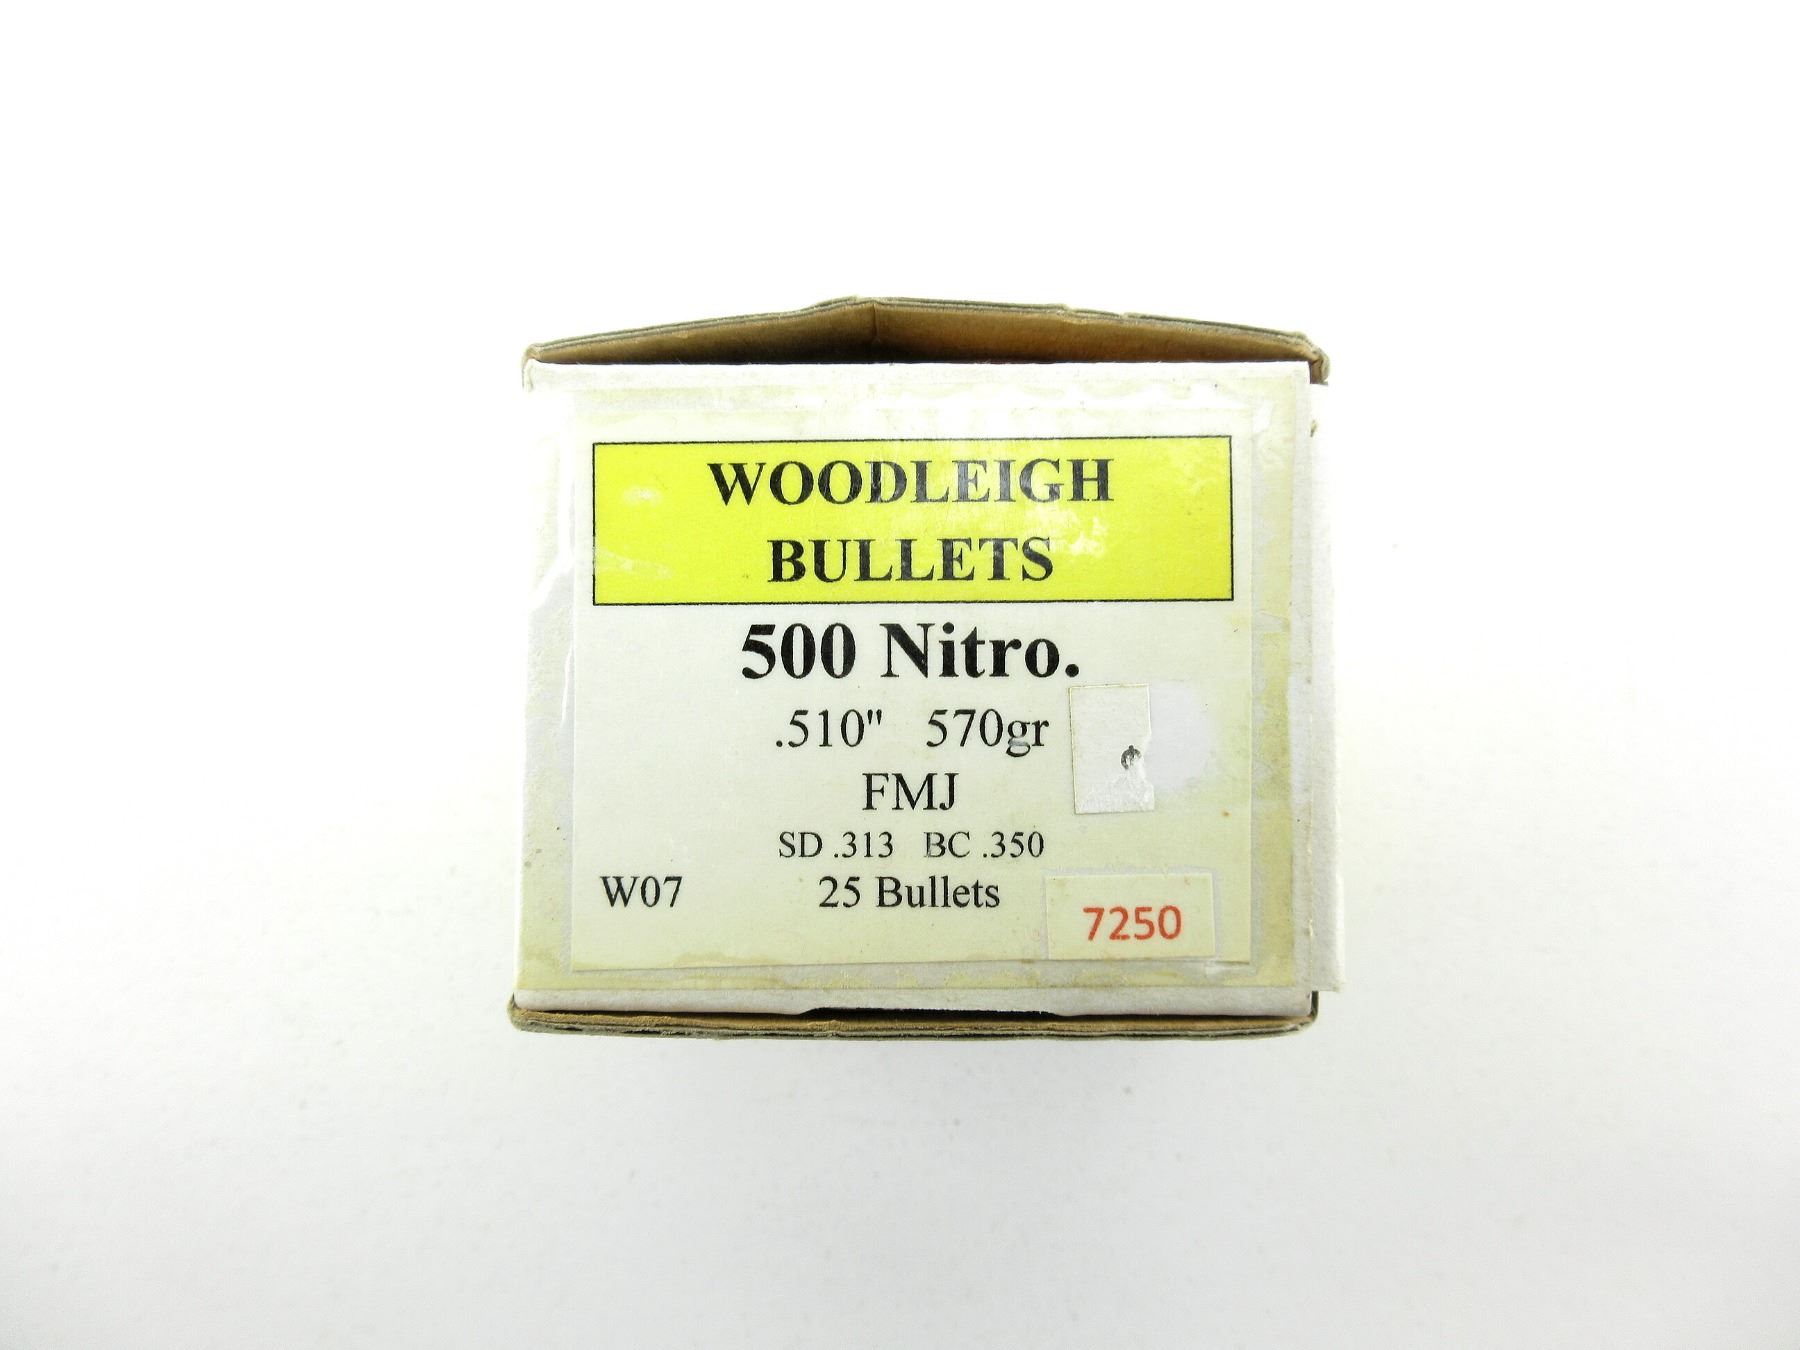 WOODLEIGH
BULLETS
500 Nitro.
.510" 570gr
FMJ
SD .313 BC .350
W07 25 Bullets
7250